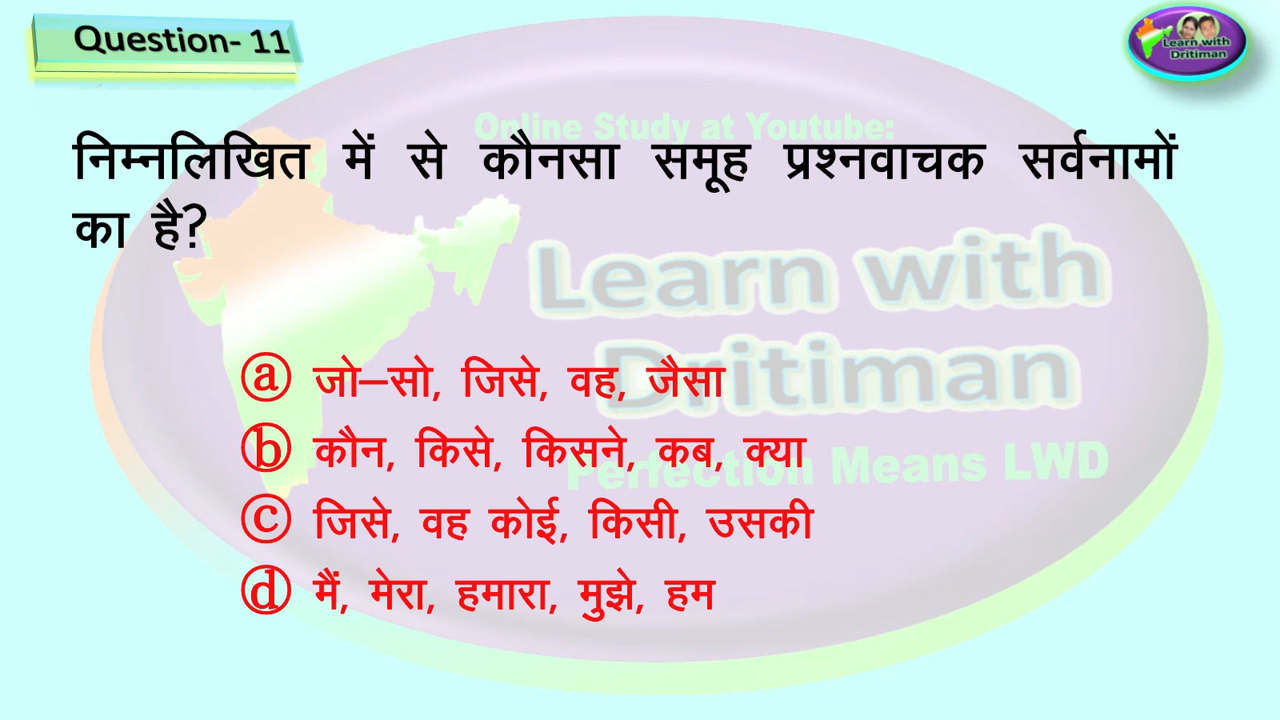 Question- 11
Learn with
Dritiman
Online Study at Youtube:
निम्नलिखित में से कौनसा समूह प्रश्नवाचक सर्वनामों
का है?
Learn with
Dritiman
ⓐ जो–सो, जिसे, वह, जैसा
ⓑ कौन, किसे, किसने, कब, क्या
Perfection Means LWD
ⓒ जिसे, वह कोई, किसी, उसकी
ⓓ मैं, मेरा, हमारा, मुझे, हम